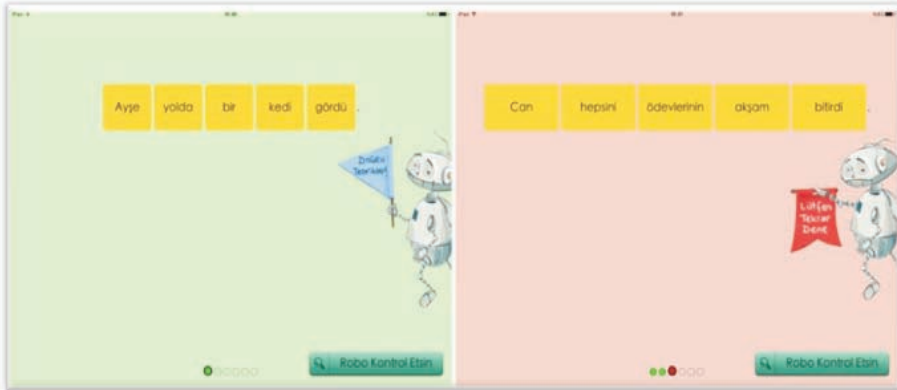 Ayşe yolda bir kedi gördü .
Robo Kontrol Etsin
Can hepsini ödevlerinin akşam bitirdi .
Lütfen
Tekrar
Dene
Robo Kontrol Etsin